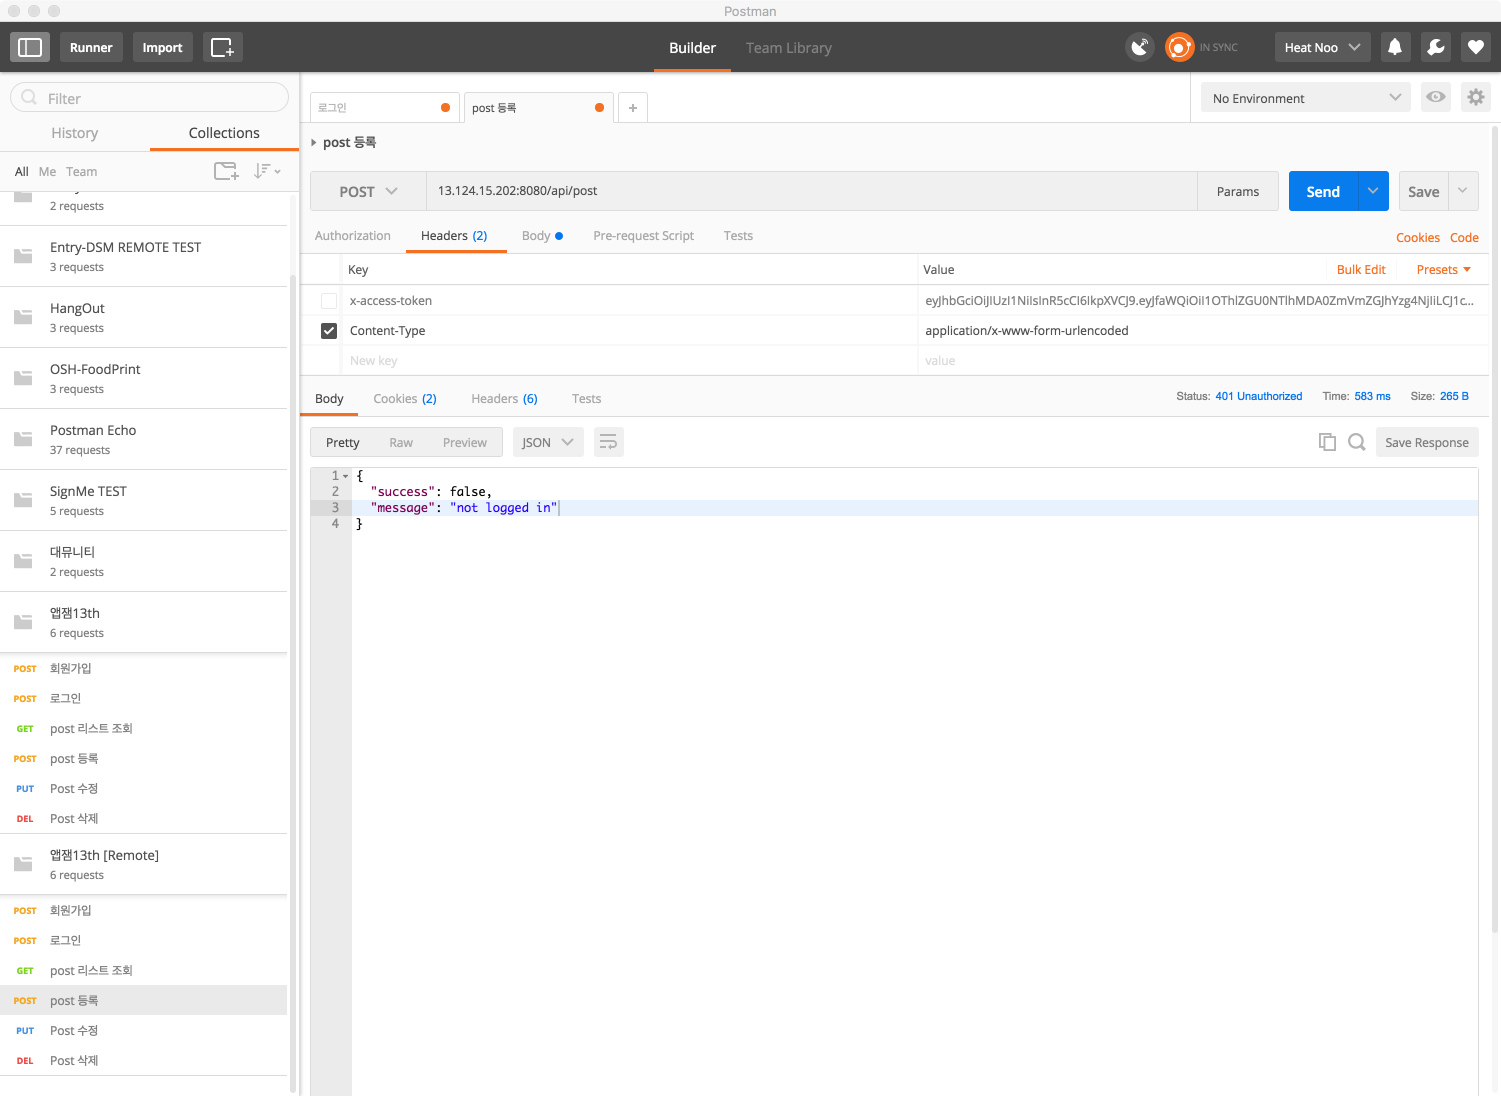 Postman
Runner
Import
Builder
Team Library
IN SYNC
Heat Noo
Filter
History
Collections
All Me Team
2 requests
Entry-DSM REMOTE TEST
3 requests
HangOut
3 requests
OSH-FoodPrint
3 requests
Postman Echo
37 requests
SignMe TEST
5 requests
대뮤니티
2 requests
앱잼13th
6 requests
POST 회원가입
POST 로그인
GET post 리스트 조회
POST post 등록
PUT Post 수정
DEL Post 삭제
앱잼13th [Remote]
6 requests
POST 회원가입
POST 로그인
GET post 리스트 조회
POST post 등록
PUT Post 수정
DEL Post 삭제
로그인
post 등록
+
No Environment
post 등록
POST
13.124.15.202:8080/api/post
Params
Send
Save
Authorization
Headers (2)
Body
Pre-request Script
Tests
Cookies Code
Key
Value
Bulk Edit
Presets
x-access-token
Content-Type
application/x-www-form-urlencoded
New key
value
Body
Cookies (2)
Headers (6)
Tests
Status: 401 Unauthorized
Time: 583 ms
Size: 265 B
Pretty
Raw
Preview
JSON
Save Response
1 {
2 "success": false,
3 "message": "not logged in"
4 }